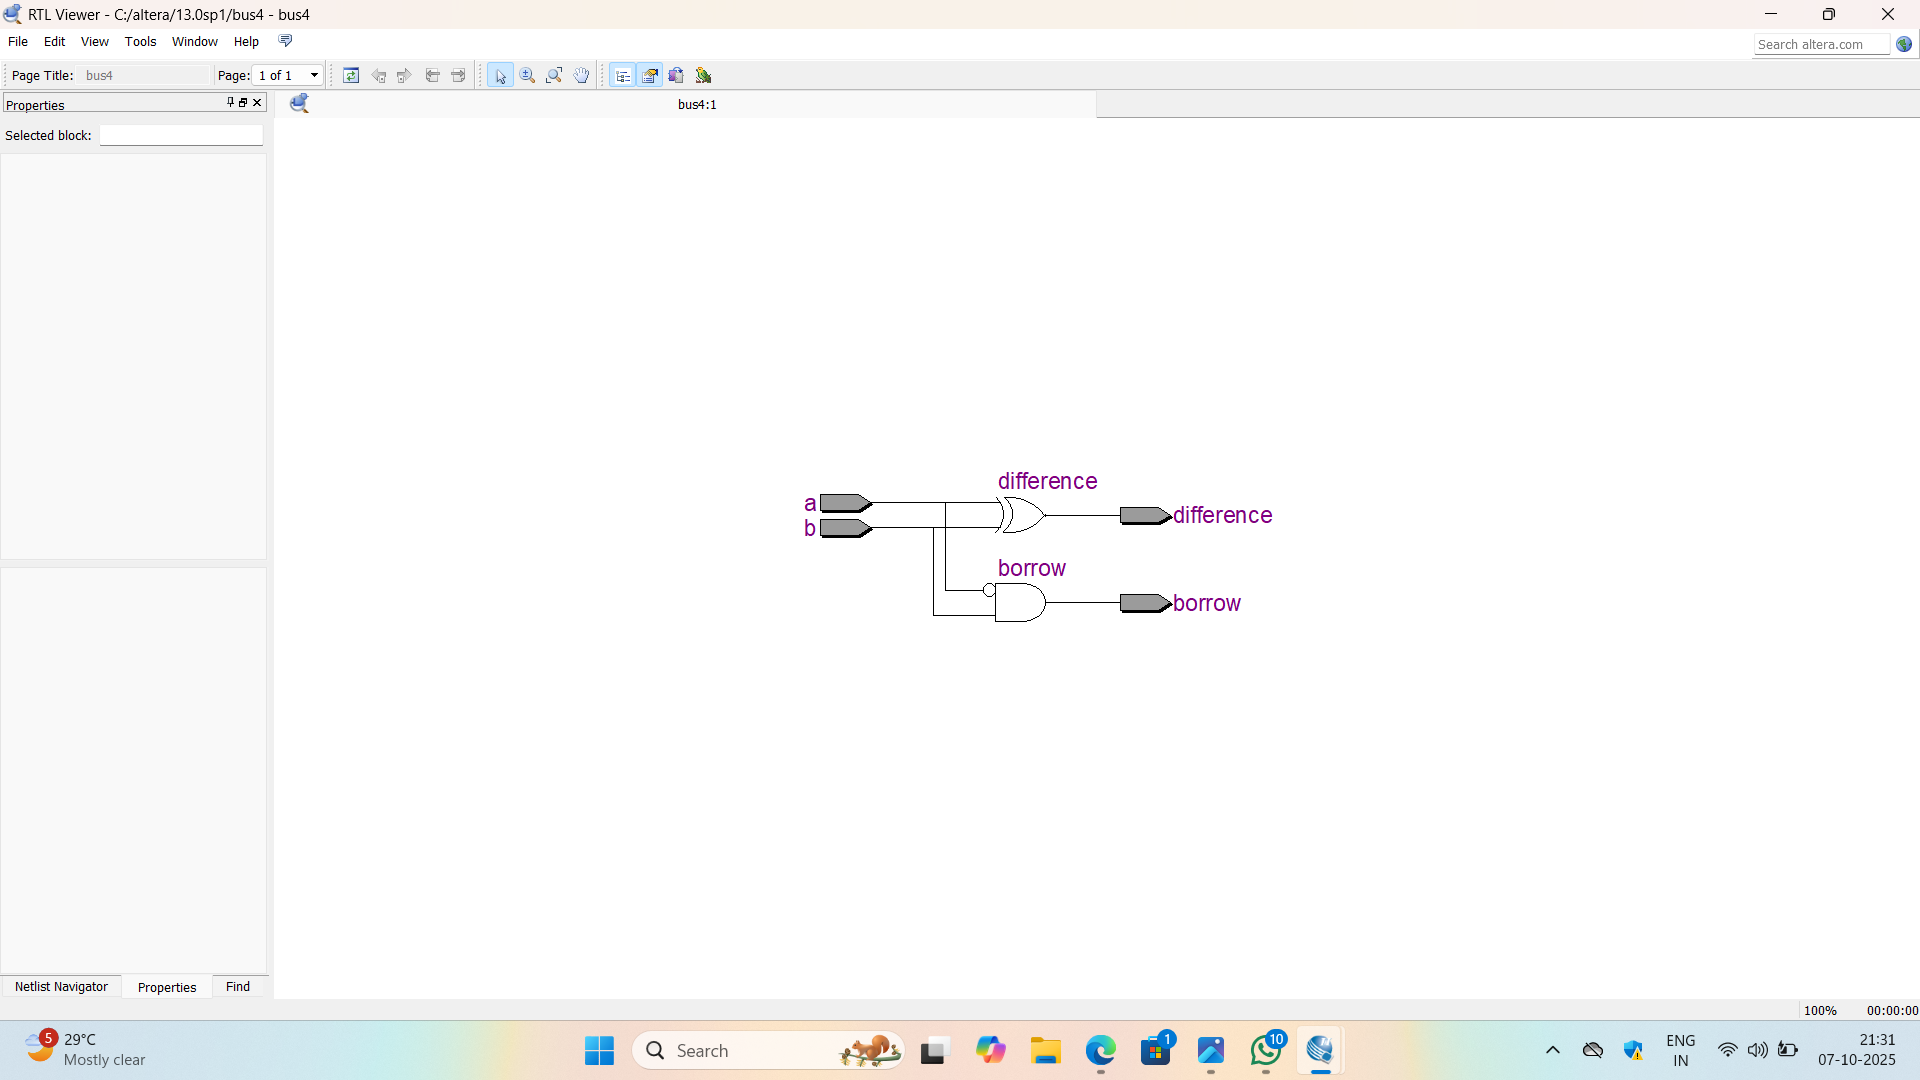 RTL Viewer - C:/altera/13.0sp1/bus4 - bus4
File Edit View Tools Window Help
Search altera.com
Page Title: bus4 Page: 1 of 1
Properties
bus4:1
Selected block:
difference
a
difference
b
borrow
borrow
Netlist Navigator Properties Find
100% 00:00:00
5
29°C
Mostly clear
Search
1
10
ENG
IN
21:31
07-10-2025